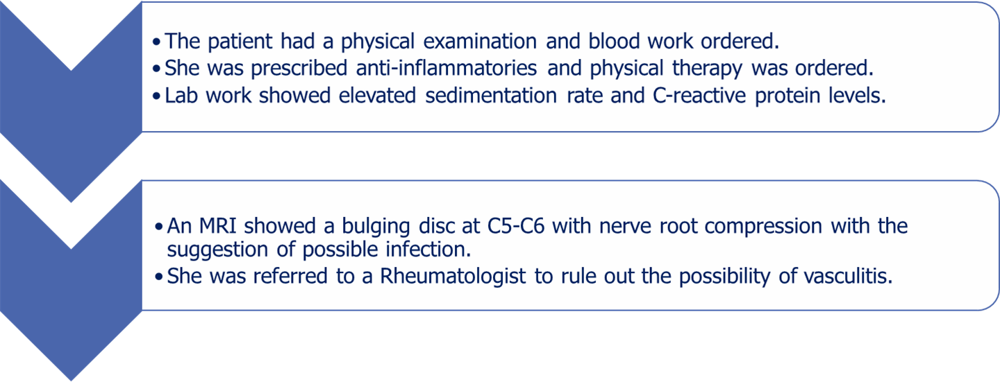 • The patient had a physical examination and blood work ordered.
• She was prescribed anti-inflammatories and physical therapy was ordered.
• Lab work showed elevated sedimentation rate and C-reactive protein levels.
• An MRI showed a bulging disc at C5-C6 with nerve root compression with the
suggestion of possible infection.
• She was referred to a Rheumatologist to rule out the possibility of vasculitis.